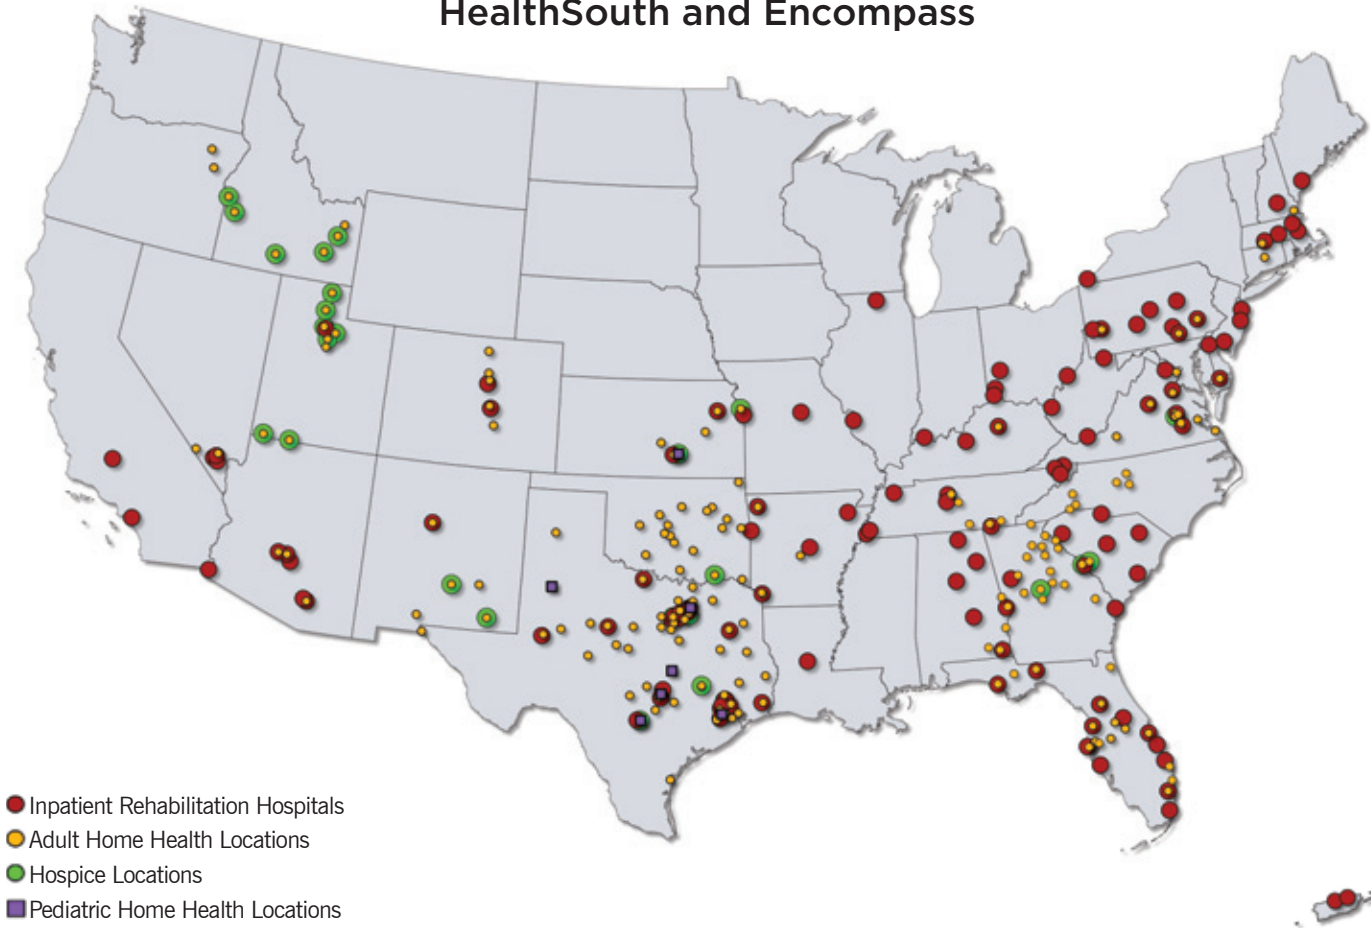 HealthSouth and Encompass
Inpatient Rehabilitation Hospitals
Adult Home Health Locations
Hospice Locations
Pediatric Home Health Locations